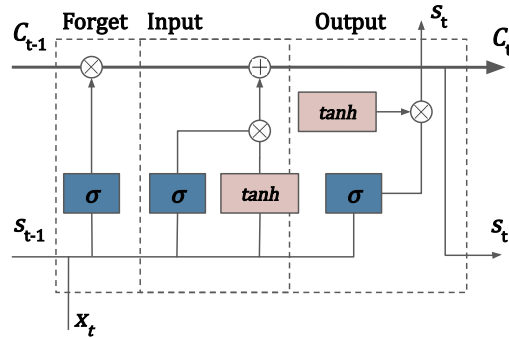 Forget Input Output
S_t
C_t-1
C_t
tanh
σ σ tanh σ
S_t-1
S_t
X_t